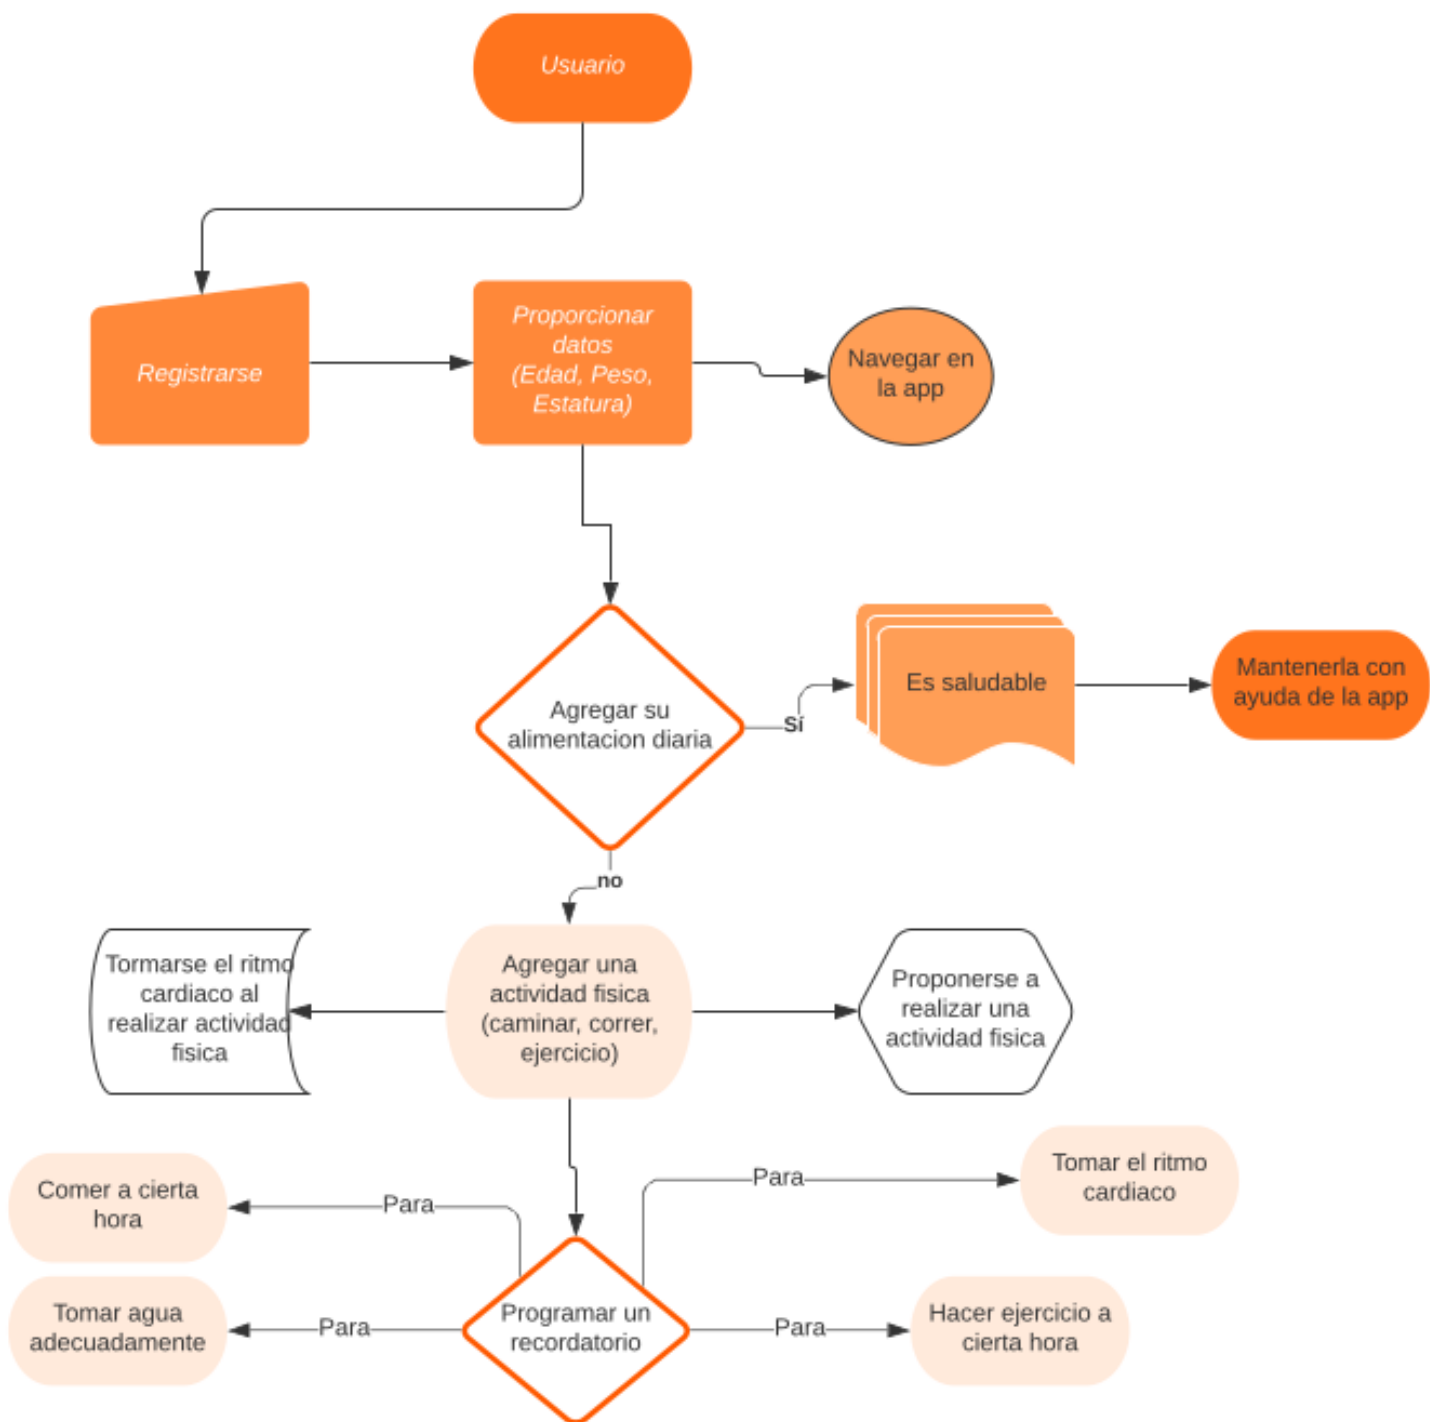 Usuario
Registrarse
Proporcionar
datos
(Edad, Peso,
Estatura)
Navegar en
la app
Agregar su
alimentacion diaria
Sí
Es saludable
Mantenerla con
ayuda de la app
no
Tormarse el ritmo
cardiaco al
realizar actividad
fisica
Agregar una
actividad fisica
(caminar, correr,
ejercicio)
Proponerse a
realizar una
actividad fisica
Comer a cierta
hora
Para
Para
Tomar el ritmo
cardiaco
Tomar agua
adecuadamente
Para
Programar un
recordatorio
Para
Hacer ejercicio a
cierta hora